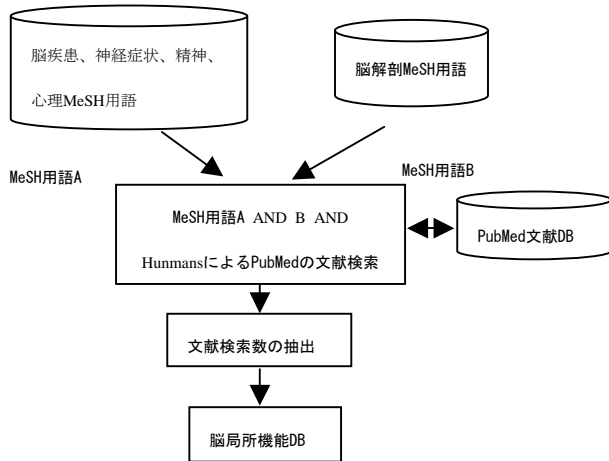 脳疾患、神経症状、精神、
心理MeSH用語
脳解剖MeSH用語
MeSH用語A
MeSH用語B
MeSH用語A AND B AND
HunmansによるPubMedの文献検索
PubMed文献DB
文献検索数の抽出
脳局所機能DB